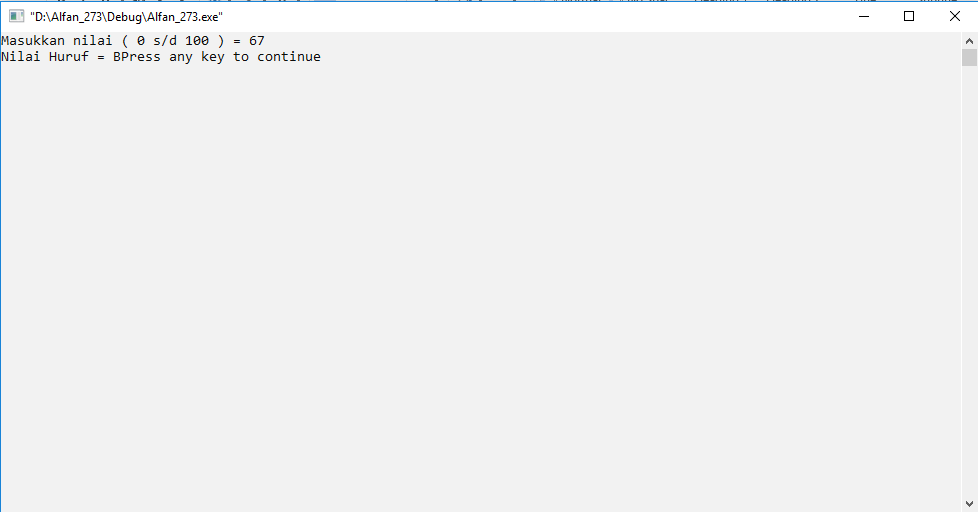 "D:\Alfan_273\Debug\Alfan_273.exe"
Masukkan nilai ( 0 s/d 100 ) = 67
Nilai Huruf = BPress any key to continue